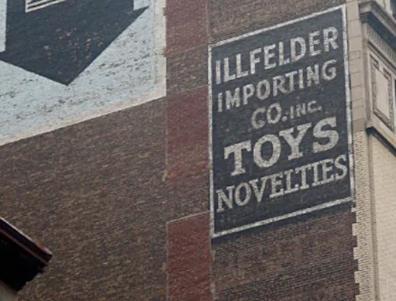 ILLFELDER
IMPORTING
CO. INC.
TOYS
NOVELTIES